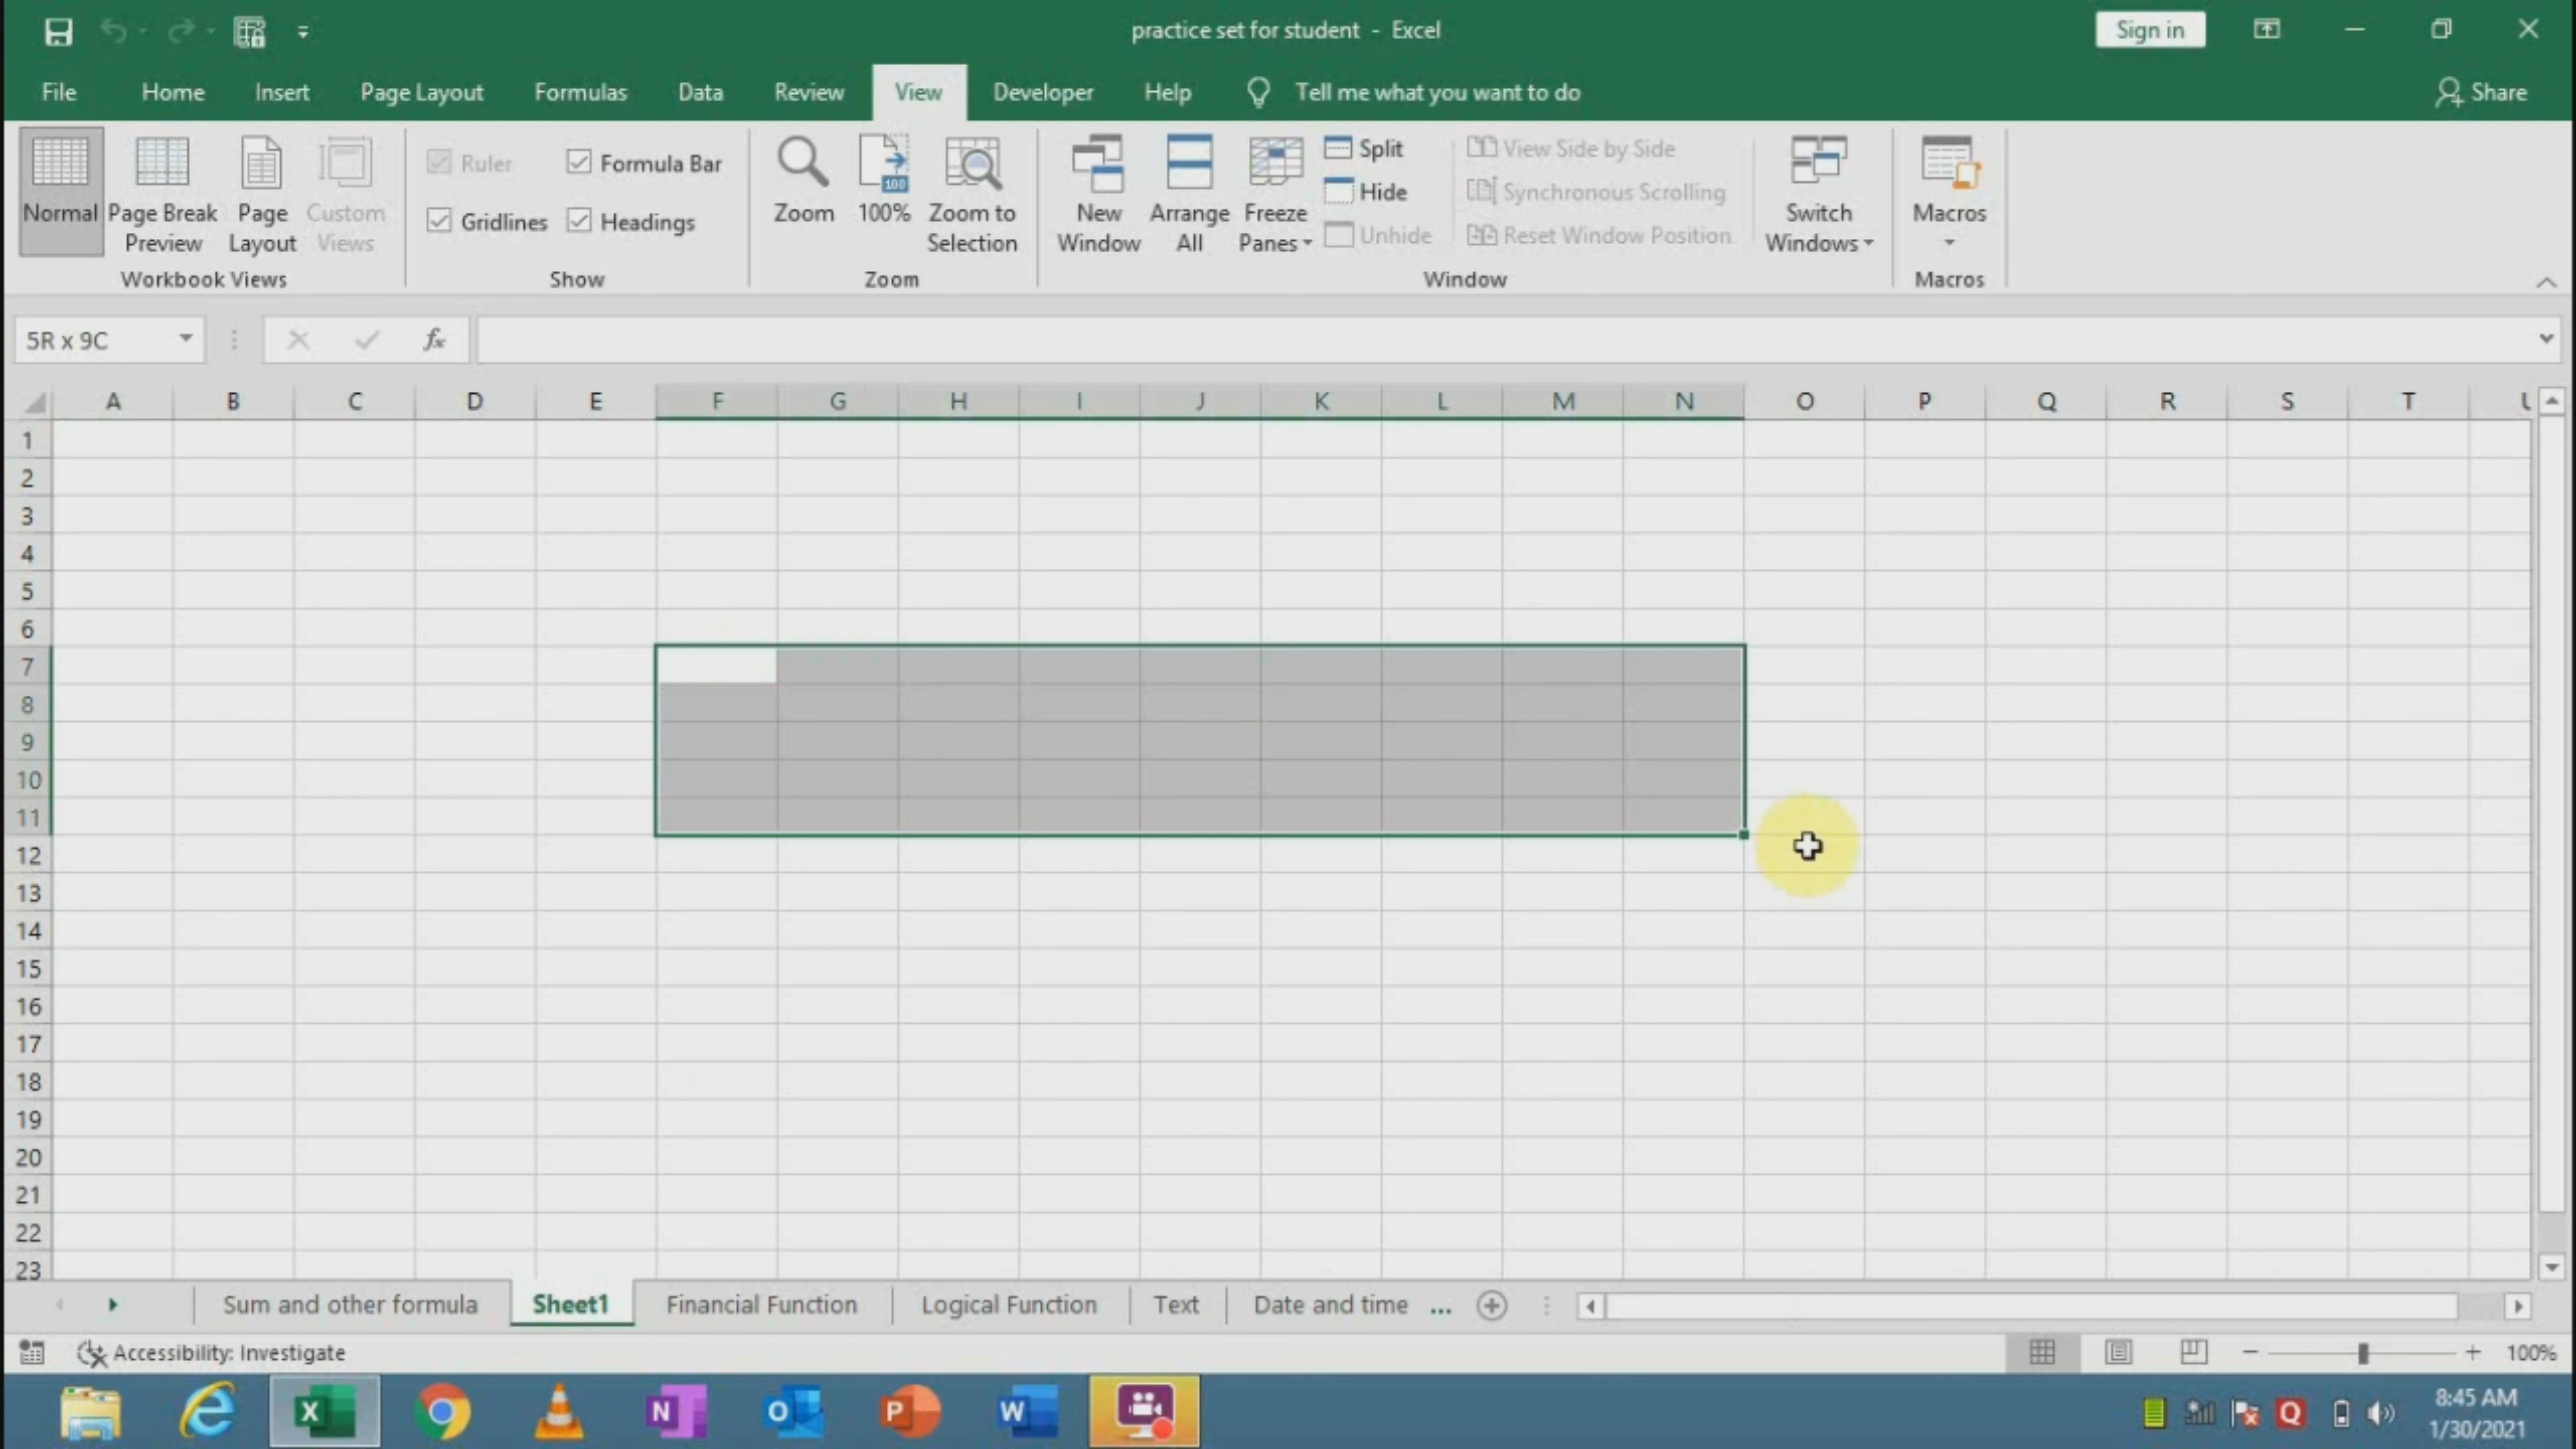 practice set for student - Excel
Sign in
File Home Insert Page Layout Formulas Data Review View Developer Help Tell me what you want to do Share
Normal
Page Break Preview
Page Layout
Custom Views
Workbook Views
Ruler
Formula Bar
Gridlines
Headings
Show
Zoom
100
100%
Zoom to Selection
Zoom
New Window
Arrange All
Freeze Panes
Split
Hide
Unhide
View Side by Side
Synchronous Scrolling
Reset Window Position
Window
Switch Windows
Macros
Macros
5R x 9C
fx
A B C D E F G H I J K L M N O P Q R S T
1
2
3
4
5
6
7
8
9
10
11
12
13
14
15
16
17
18
19
20
21
22
23
Sum and other formula Sheet1 Financial Function Logical Function Text Date and time ...
Accessibility: Investigate
100%
X N O P W Q
8:45 AM
1/30/2021